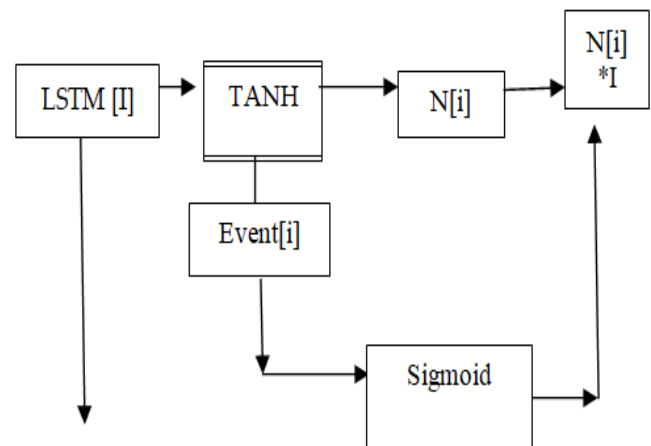 N[i]
*I
LSTM [I]
TANH
N[i]
Event[i]
Sigmoid